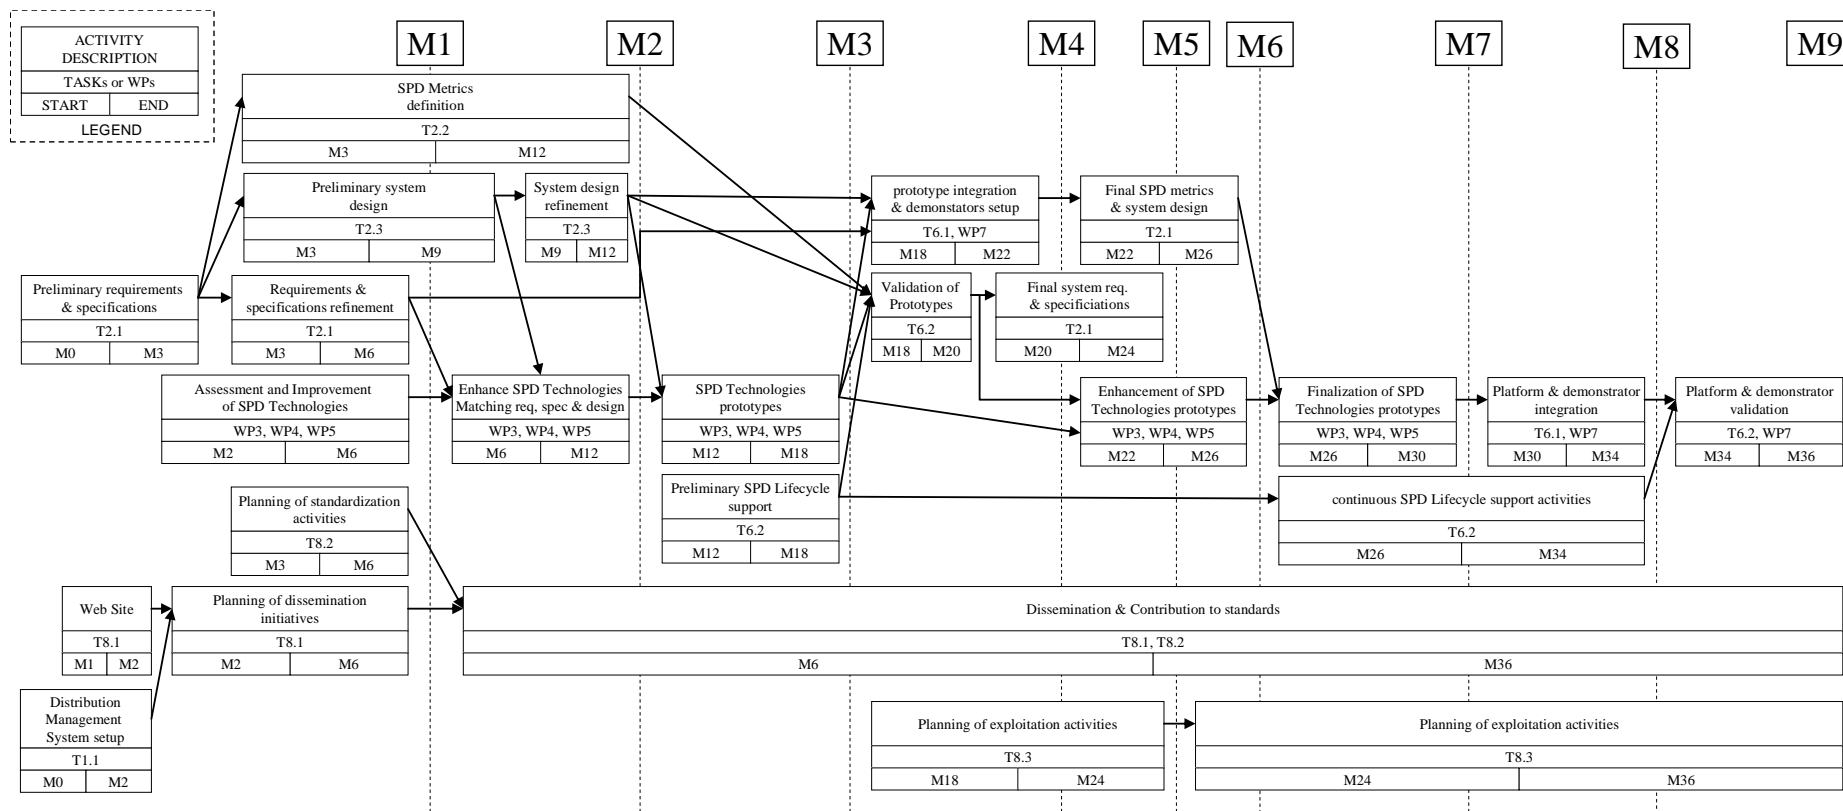 ACTIVITY
DESCRIPTION
TASKs or WPs
START END
LEGEND
M1 M2 M3 M4 M5 M6 M7 M8 M9
SPD Metrics
definition
T2.2
M3 M12
Preliminary system
design
T2.3
M3 M9
System design
refinement
T2.3
M9 M12
prototype integration
& demonstators setup
T6.1, WP7
M18 M22
Final SPD metrics
& system design
T2.1
M22 M26
Preliminary requirements
& specifications
T2.1
M0 M3
Requirements &
specifications refinement
T2.1
M3 M6
Validation of
Prototypes
T6.2
M18 M20
Final system req.
& specificiations
T2.1
M20 M24
Assessment and Improvement
of SPD Technologies
WP3, WP4, WP5
M2 M6
Enhance SPD Technologies
Matching req, spec & design
WP3, WP4, WP5
M6 M12
SPD Technologies
prototypes
WP3, WP4, WP5
M12 M18
Enhancement of SPD
Technologies prototypes
WP3, WP4, WP5
M22 M26
Finalization of SPD
Technologies prototypes
WP3, WP4, WP5
M26 M30
Platform & demonstrator
integration
T6.1, WP7
M30 M34
Platform & demonstrator
validation
T6.2, WP7
M34 M36
Planning of standardization
activities
T8.2
M3 M6
Preliminary SPD Lifecycle
support
T6.2
M12 M18
continuous SPD Lifecycle support activities
T6.2
M26 M34
Web Site
T8.1
M1 M2
Planning of dissemination
initiatives
T8.1
M2 M6
Dissemination & Contribution to standards
T8.1, T8.2
M6 M36
Distribution
Management
System setup
T1.1
M0 M2
Planning of exploitation activities
T8.3
M18 M24
Planning of exploitation activities
T8.3
M24 M36